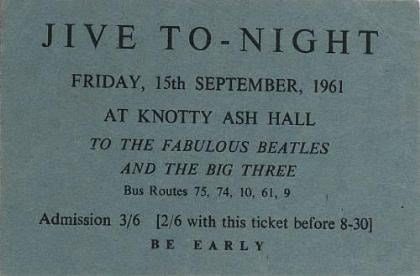 JIVE TO-NIGHT
FRIDAY, 15th SEPTEMBER, 1961
AT KNOTTY ASH HALL
TO THE FABULOUS BEATLES
AND THE BIG THREE
Bus Routes 75, 74, 10, 61, 9
Admission 3/6 [2/6 with this ticket before 8-30]
BE EARLY